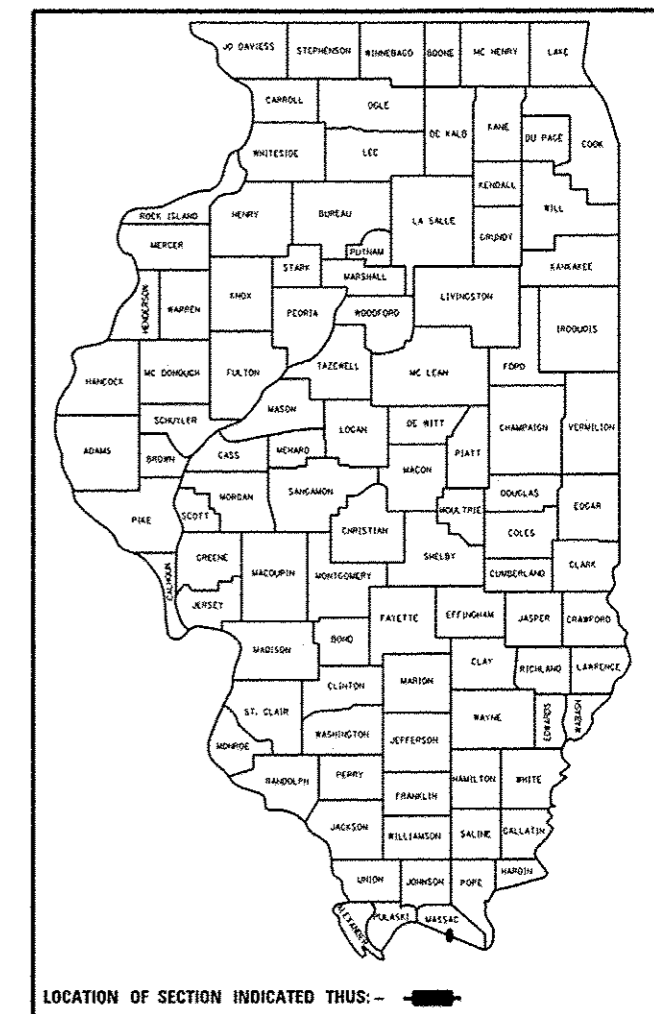 JO DAVIESS STEPHENSON WINNEBAGO BOONE MC HENRY LAKE
CARROLL OGLE DE KALB KANE DU PAGE COOK
WHITESIDE LEE
KENDALL WILL
ROCK ISLAND HENRY BUREAU LA SALLE GRUNDY
MERCER PUTNAM KANKAKEE
STARK MARSHALL
HENDERSON WARREN KNOX PEORIA WOODFORD LIVINGSTON IROQUOIS
HANCOCK MC DONOUGH FULTON TAZEWELL MC LEAN FORD
MASON
SCHUYLER LOGAN DE WITT CHAMPAIGN VERMILION
ADAMS BROWN CASS MENARD MACON PIATT
SANGAMON DOUGLAS
PIKE SCOTT MORGAN CHRISTIAN MOULTRIE EDGAR
COLES
GREENE MACOUPIN MONTGOMERY SHELBY CUMBERLAND CLARK
CALHOUN JERSEY
FAYETTE EFFINGHAM JASPER CRAWFORD
MADISON BOND
CLAY RICHLAND LAWRENCE
CLINTON MARION
ST. CLAIR WAYNE EDWARDS WABASH
MONROE WASHINGTON JEFFERSON
RANDOLPH PERRY HAMILTON WHITE
FRANKLIN
JACKSON WILLIAMSON SALINE GALLATIN
UNION JOHNSON POPE HARDIN
ALEXANDER PULASKI MASSAC
LOCATION OF SECTION INDICATED THUS: -